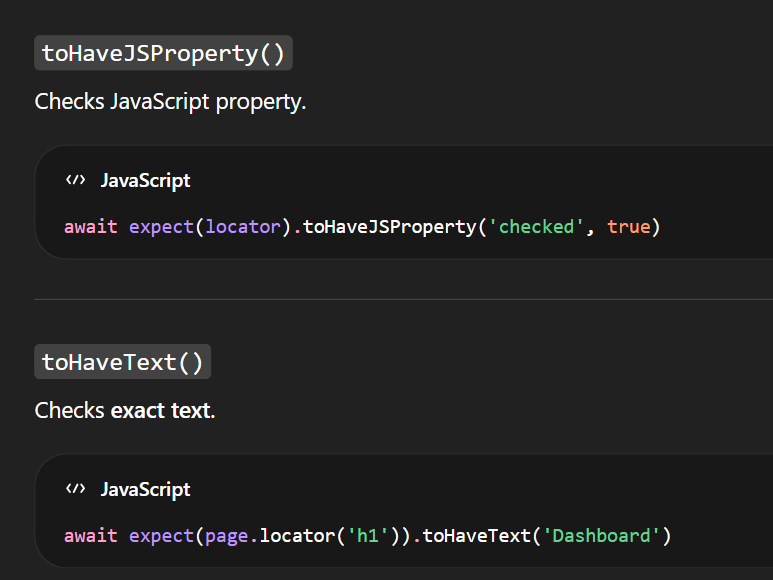 toHaveJSProperty()
Checks JavaScript property.
</> JavaScript
await expect(locator).toHaveJSProperty('checked', true)
toHaveText()
Checks exact text.
</> JavaScript
await expect(page.locator('h1')).toHaveText('Dashboard')